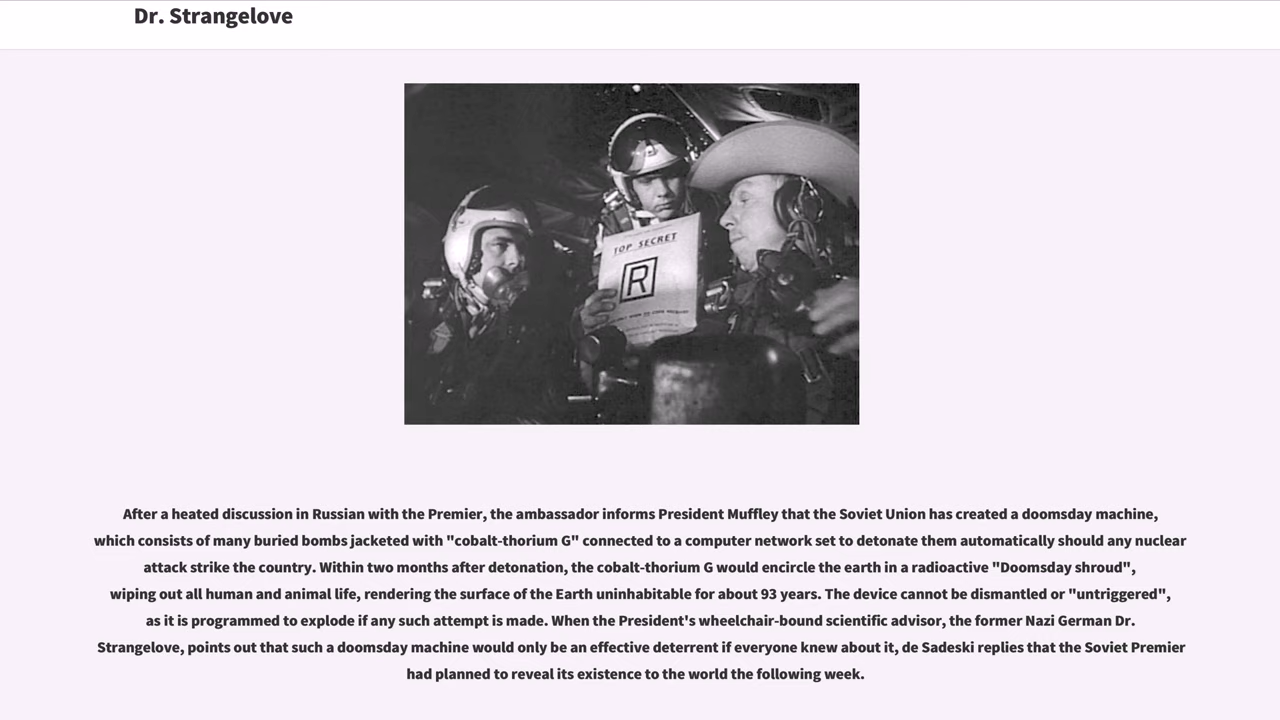 Dr. Strangelove
TOP SECRET
R
After a heated discussion in Russian with the Premier, the ambassador informs President Muffley that the Soviet Union has created a doomsday machine,
which consists of many buried bombs jacketed with "cobalt-thorium G" connected to a computer network set to detonate them automatically should any nuclear
attack strike the country. Within two months after detonation, the cobalt-thorium G would encircle the earth in a radioactive "Doomsday shroud",
wiping out all human and animal life, rendering the surface of the Earth uninhabitable for about 93 years. The device cannot be dismantled or "untriggered",
as it is programmed to explode if any such attempt is made. When the President's wheelchair-bound scientific advisor, the former Nazi German Dr.
Strangelove, points out that such a doomsday machine would only be an effective deterrent if everyone knew about it, de Sadeski replies that the Soviet Premier
had planned to reveal its existence to the world the following week.